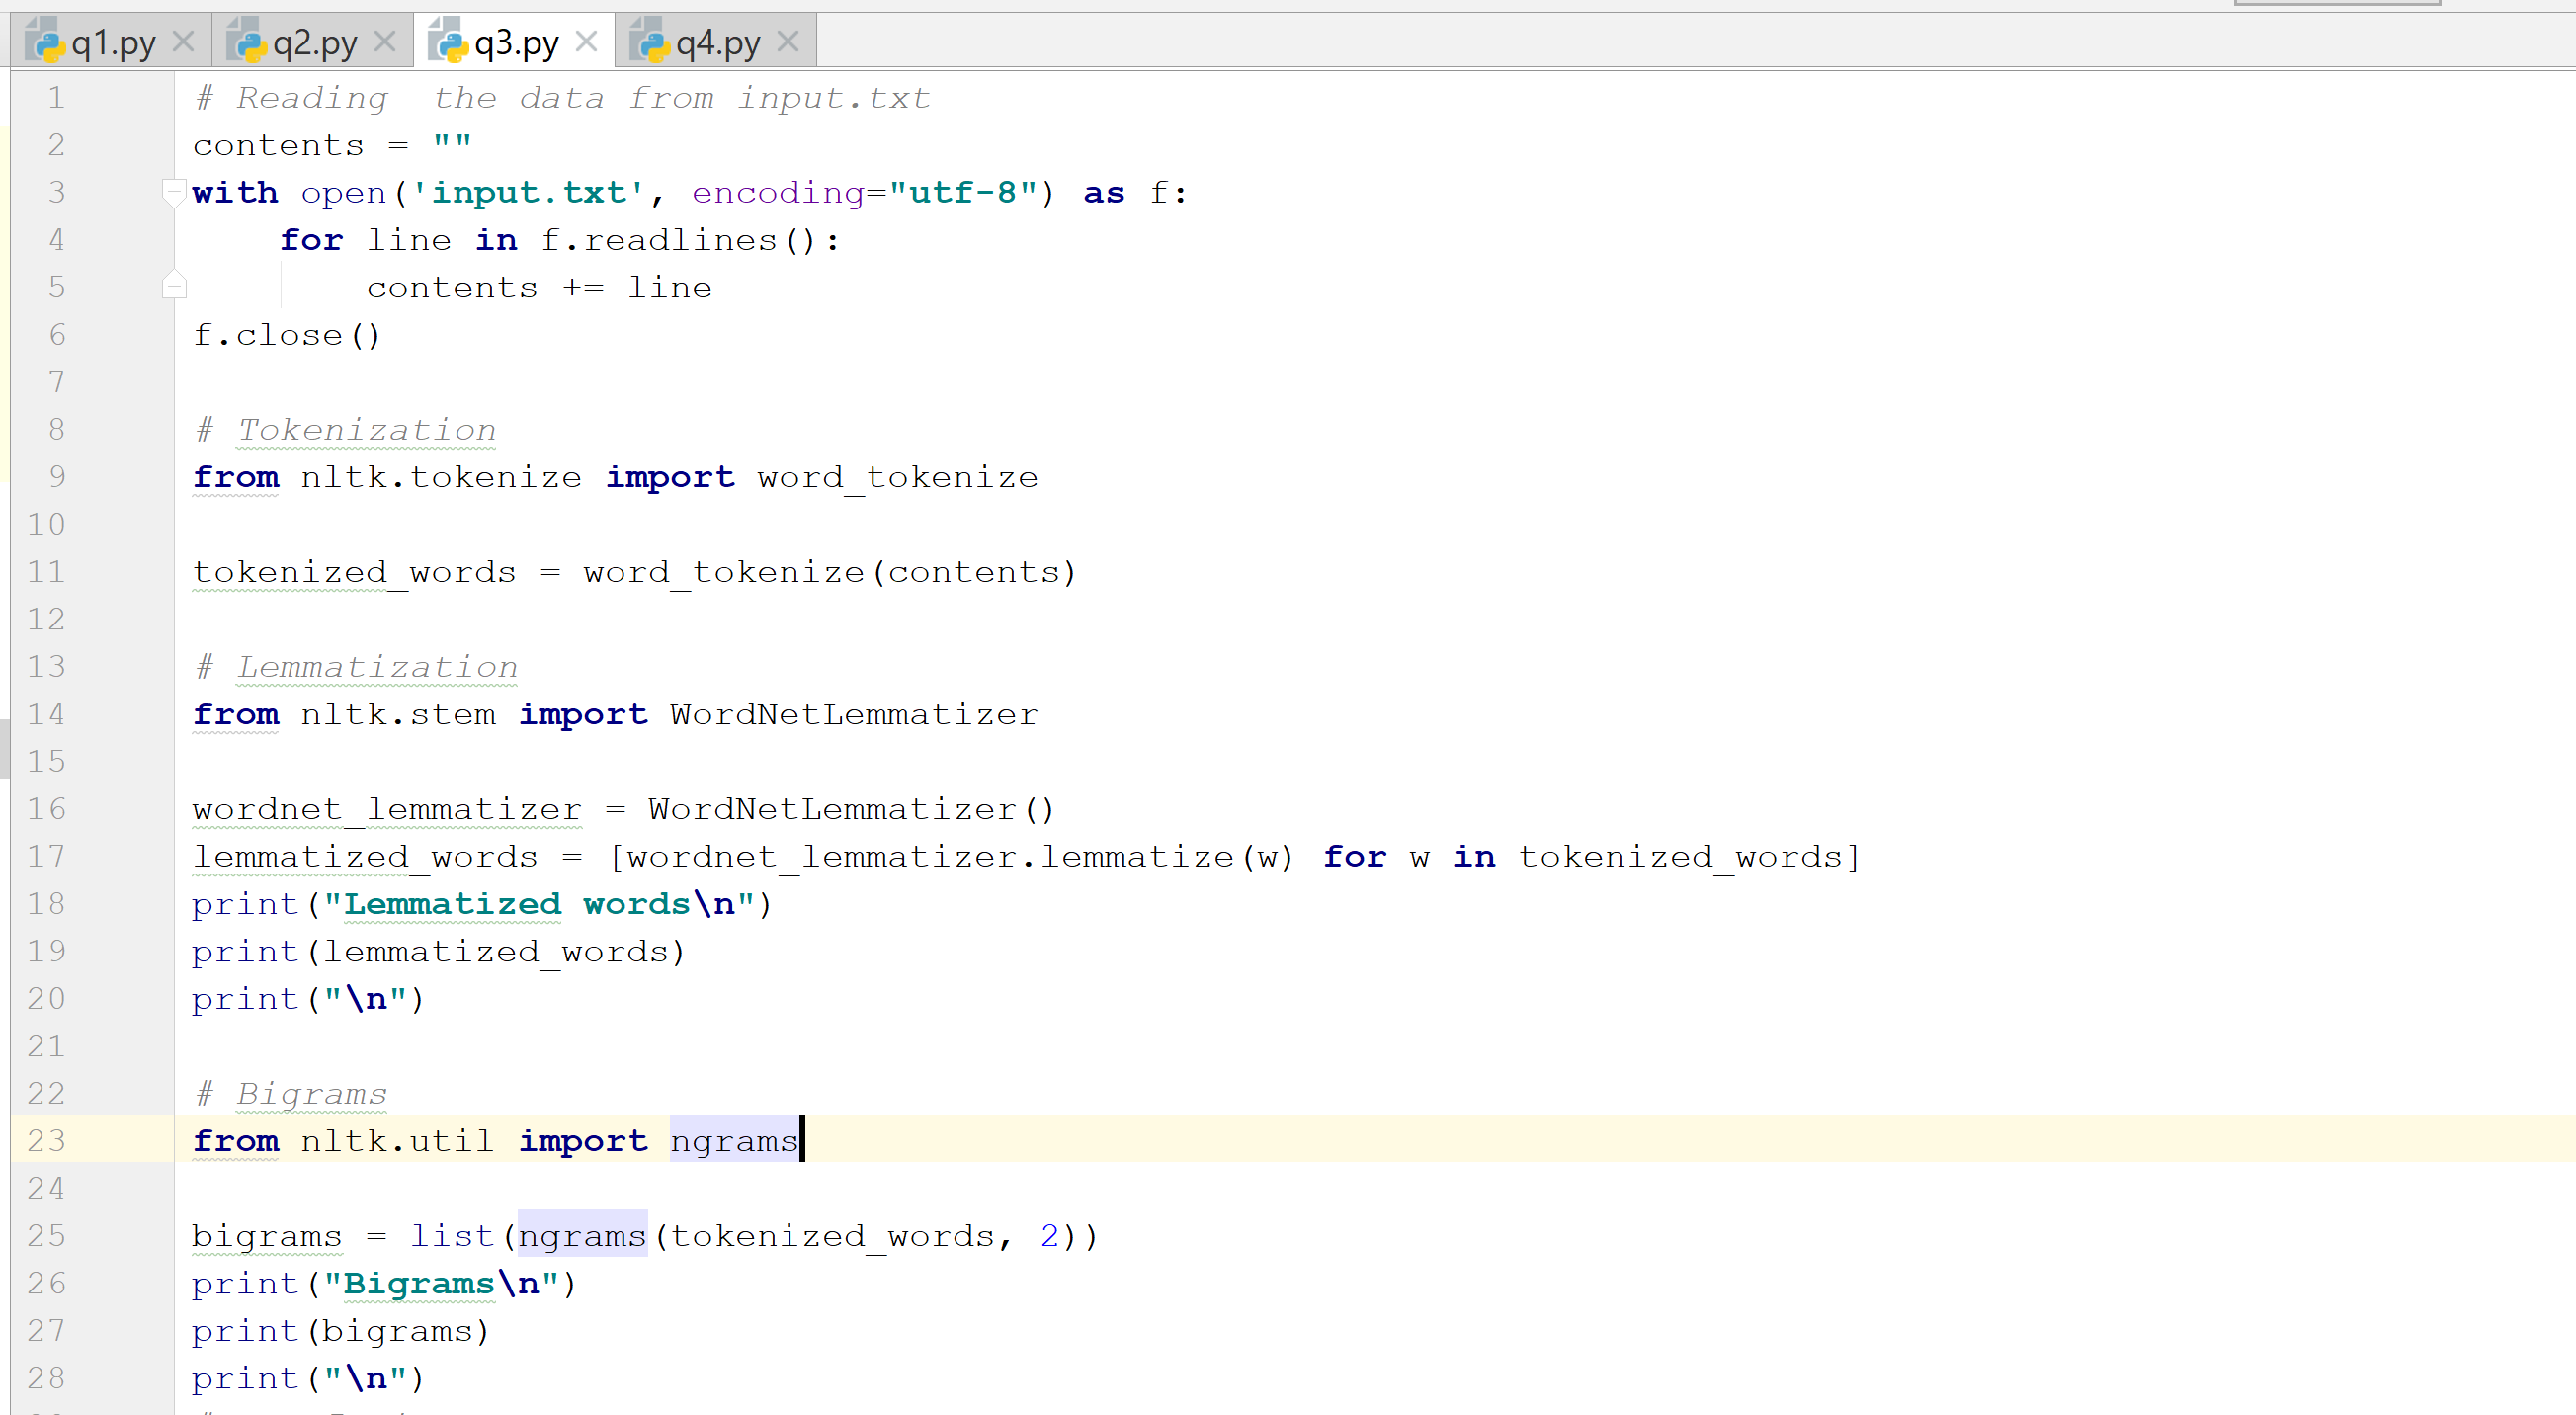 q1.py q2.py q3.py q4.py
1 # Reading  the data from input.txt
2 contents = ""
3 with open('input.txt', encoding="utf-8") as f:
4     for line in f.readlines():
5         contents += line
6 f.close()
7
8 # Tokenization
9 from nltk.tokenize import word_tokenize
10
11 tokenized_words = word_tokenize(contents)
12
13 # Lemmatization
14 from nltk.stem import WordNetLemmatizer
15
16 wordnet_lemmatizer = WordNetLemmatizer()
17 lemmatized_words = [wordnet_lemmatizer.lemmatize(w) for w in tokenized_words]
18 print("Lemmatized words\n")
19 print(lemmatized_words)
20 print("\n")
21
22 # Bigrams
23 from nltk.util import ngrams
24
25 bigrams = list(ngrams(tokenized_words, 2))
26 print("Bigrams\n")
27 print(bigrams)
28 print("\n")